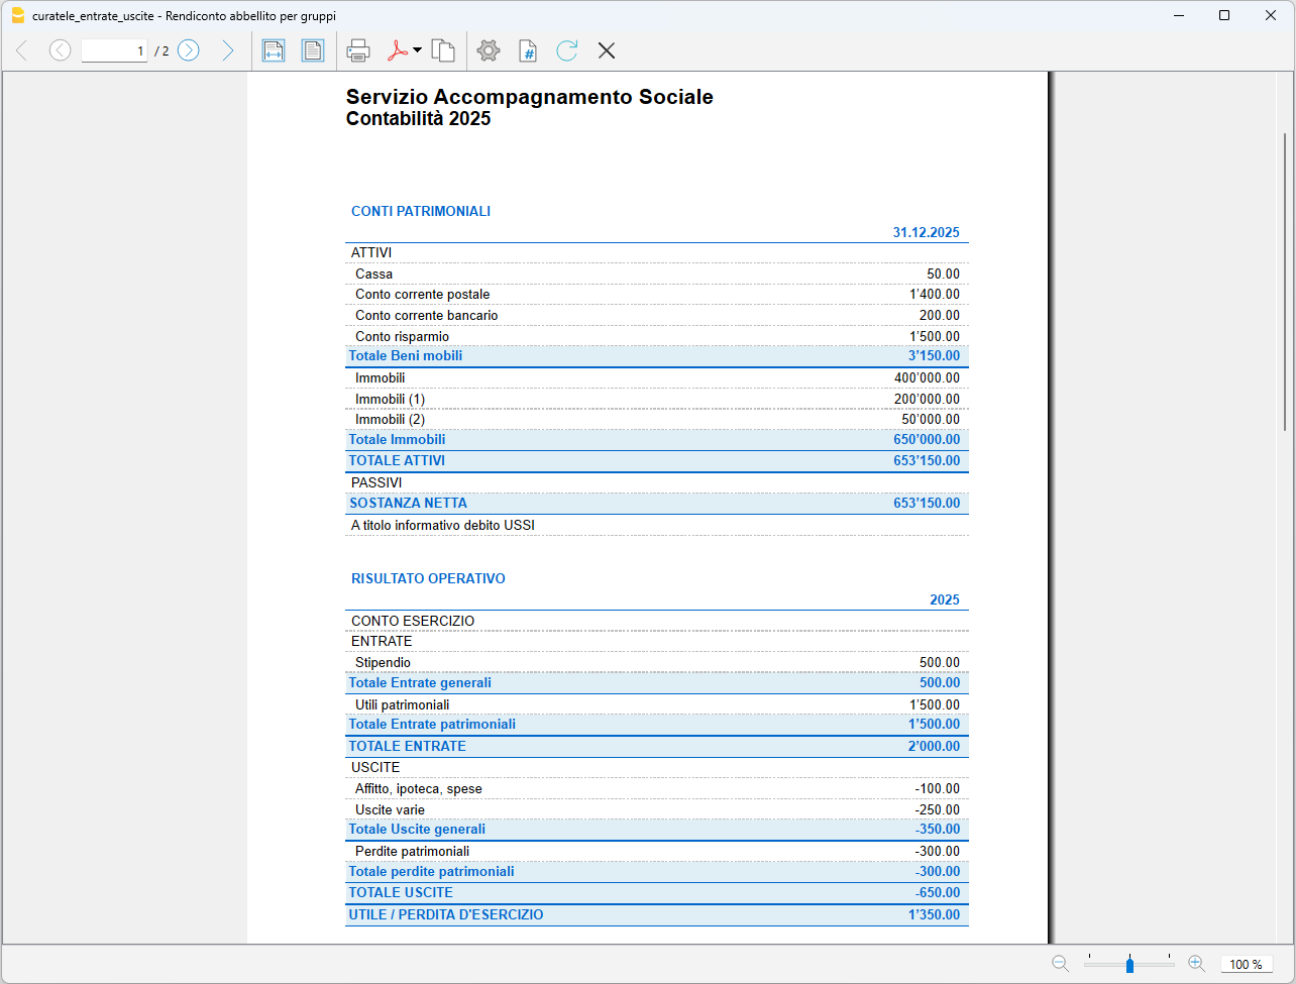 curatele_entrate_uscite - Rendiconto abbellito per gruppi
1 / 2
Servizio Accompagnamento Sociale
Contabilità 2025
CONTI PATRIMONIALI
31.12.2025
ATTIVI
Cassa 50.00
Conto corrente postale 1'400.00
Conto corrente bancario 200.00
Conto risparmio 1'500.00
Totale Beni mobili 3'150.00
Immobili 400'000.00
Immobili (1) 200'000.00
Immobili (2) 50'000.00
Totale Immobili 650'000.00
TOTALE ATTIVI 653'150.00
PASSIVI
SOSTANZA NETTA 653'150.00
A titolo informativo debito USSI
RISULTATO OPERATIVO
2025
CONTO ESERCIZIO
ENTRATE
Stipendio 500.00
Totale Entrate generali 500.00
Utili patrimoniali 1'500.00
Totale Entrate patrimoniali 1'500.00
TOTALE ENTRATE 2'000.00
USCITE
Affitto, ipoteca, spese -100.00
Uscite varie -250.00
Totale Uscite generali -350.00
Perdite patrimoniali -300.00
Totale perdite patrimoniali -300.00
TOTALE USCITE -650.00
UTILE / PERDITA D'ESERCIZIO 1'350.00
100 %